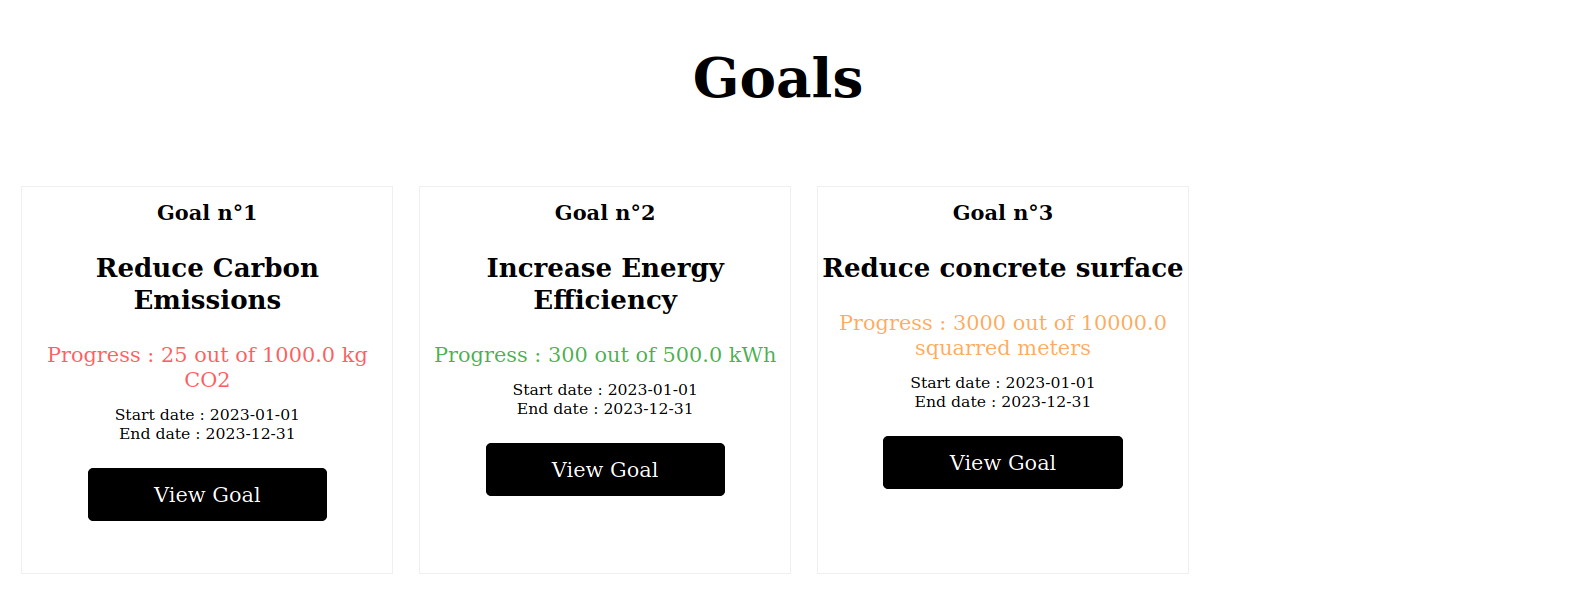 Goals
Goal n°1
Reduce Carbon
Emissions
Progress : 25 out of 1000.0 kg
CO2
Start date : 2023-01-01
End date : 2023-12-31
View Goal
Goal n°2
Increase Energy
Efficiency
Progress : 300 out of 500.0 kWh
Start date : 2023-01-01
End date : 2023-12-31
View Goal
Goal n°3
Reduce concrete surface
Progress : 3000 out of 10000.0
squarred meters
Start date : 2023-01-01
End date : 2023-12-31
View Goal